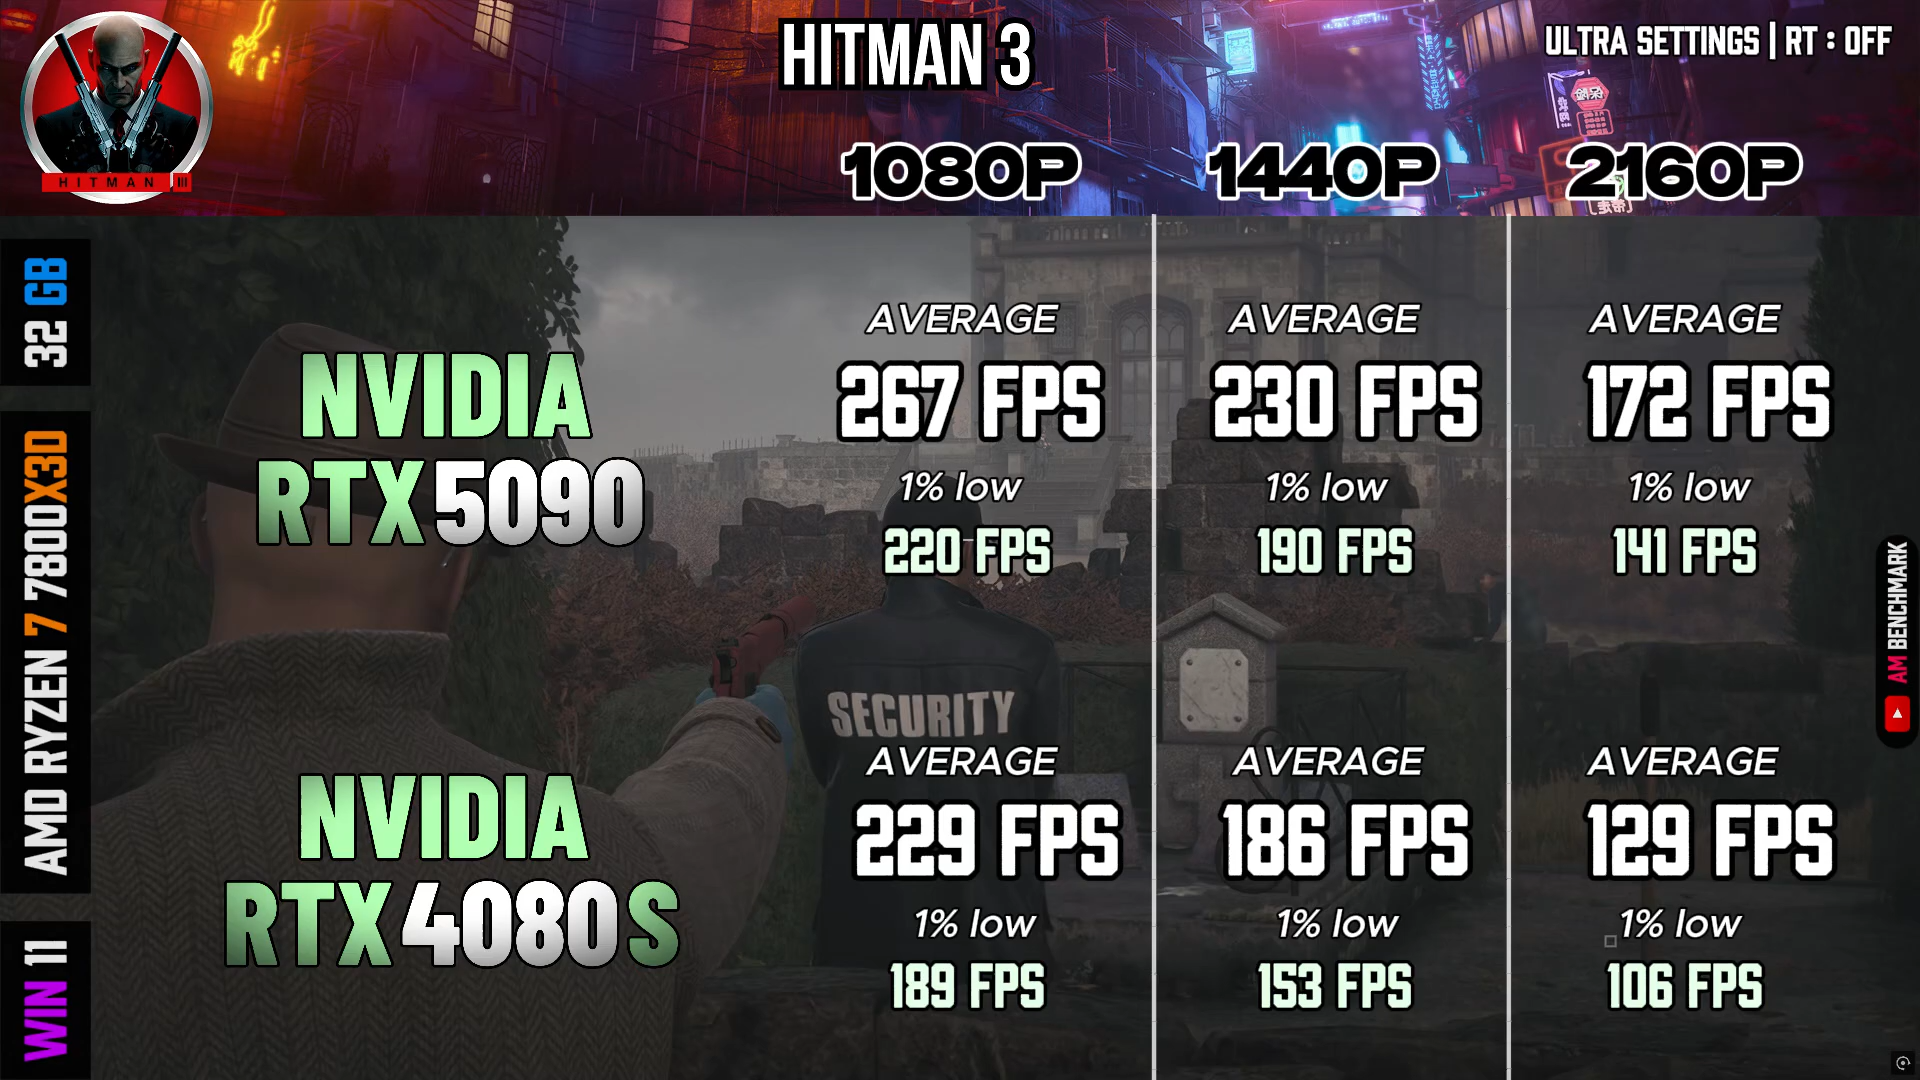 HITMAN 3
ULTRA SETTINGS | RT : OFF
HITMAN III
1080P 1440P 2160P
32 GB
AMD RYZEN 7 7800X3D
WIN 11
NVIDIA
RTX 5090
AVERAGE AVERAGE AVERAGE
267 FPS 230 FPS 172 FPS
1% low 1% low 1% low
220 FPS 190 FPS 141 FPS
SECURITY
NVIDIA
RTX 4080 S
AVERAGE AVERAGE AVERAGE
229 FPS 186 FPS 129 FPS
1% low 1% low 1% low
189 FPS 153 FPS 106 FPS
AM BENCHMARK